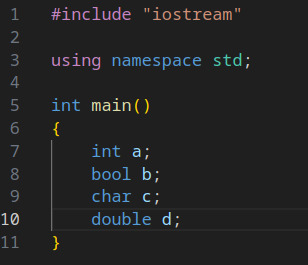 1 #include "iostream"
2
3 using namespace std;
4
5 int main()
6 {
7     int a;
8     bool b;
9     char c;
10     double d;
11 }